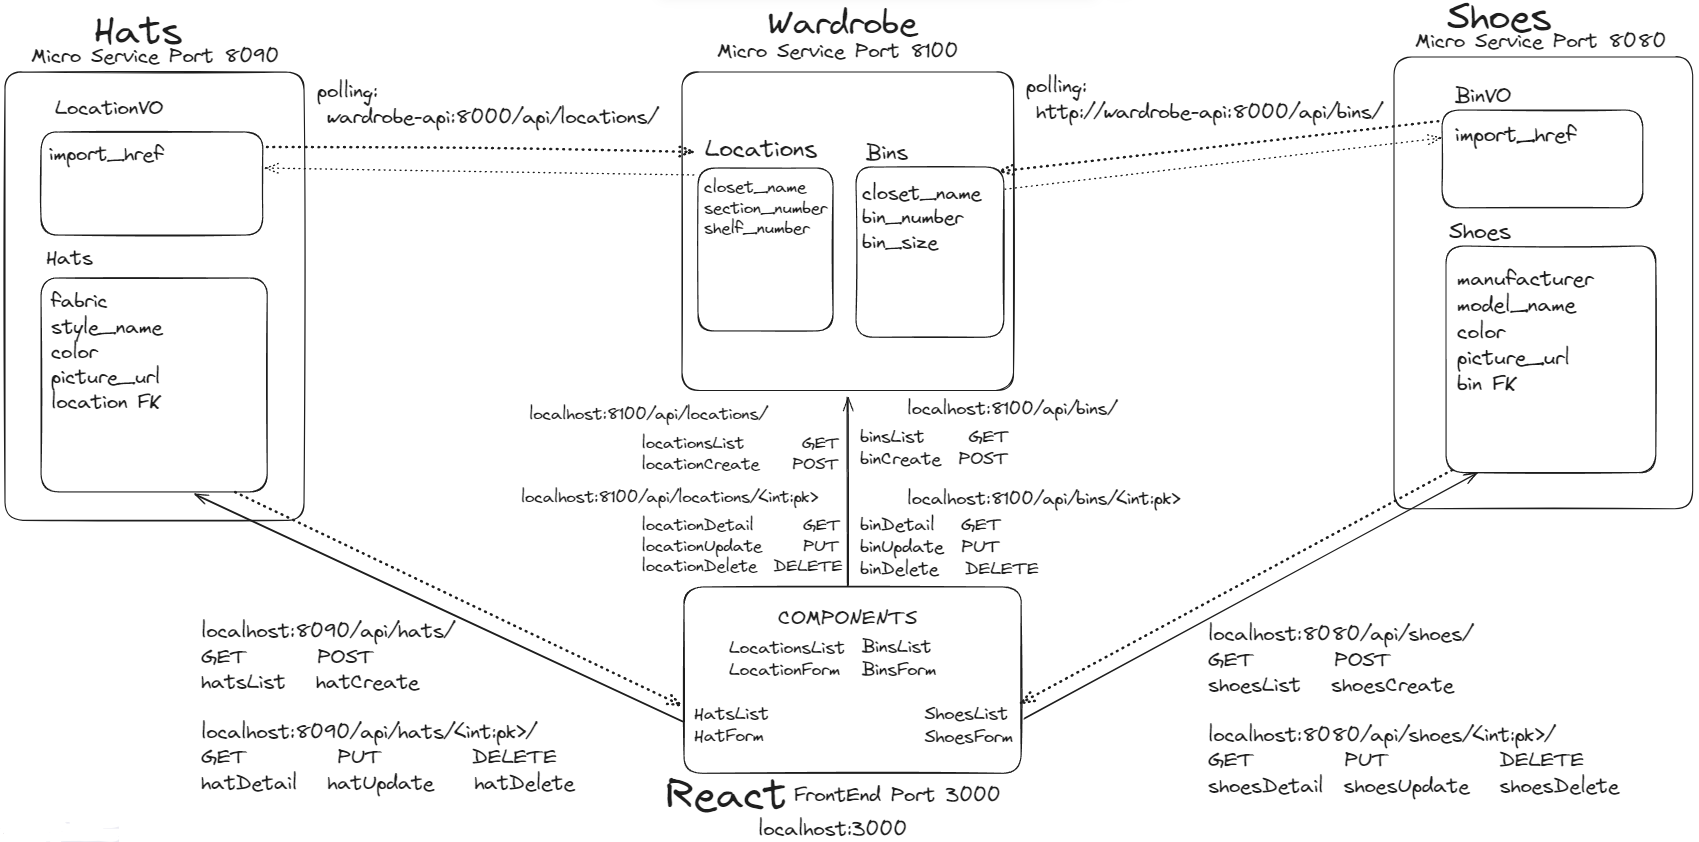 Hats
Micro Service Port 8090
LocationVO
import_href
Hats
fabric
style_name
color
picture_url
location FK
polling:
wardrobe-api:8000/api/locations/
Wardrobe
Micro Service Port 8100
Locations
closet_name
section_number
shelf_number
Bins
closet_name
bin_number
bin_size
polling:
http://wardrobe-api:8000/api/bins/
Shoes
Micro Service Port 8080
BinVO
import_href
Shoes
manufacturer
model_name
color
picture_url
bin FK
localhost:8100/api/locations/
locationsList GET
locationCreate POST
localhost:8100/api/locations/<int:pk>
locationDetail GET
locationUpdate PUT
locationDelete DELETE
localhost:8100/api/bins/
binsList GET
binCreate POST
localhost:8100/api/bins/<int:pk>
binDetail GET
binUpdate PUT
binDelete DELETE
localhost:8090/api/hats/
GET POST
hatsList hatCreate
localhost:8090/api/hats/<int:pk>/
GET PUT DELETE
hatDetail hatUpdate hatDelete
COMPONENTS
LocationsList BinsList
LocationForm BinsForm
HatsList ShoesList
HatForm ShoesForm
React FrontEnd Port 3000
localhost:3000
localhost:8080/api/shoes/
GET POST
shoesList shoesCreate
localhost:8080/api/shoes/<int:pk>/
GET PUT DELETE
shoesDetail shoesUpdate shoesDelete